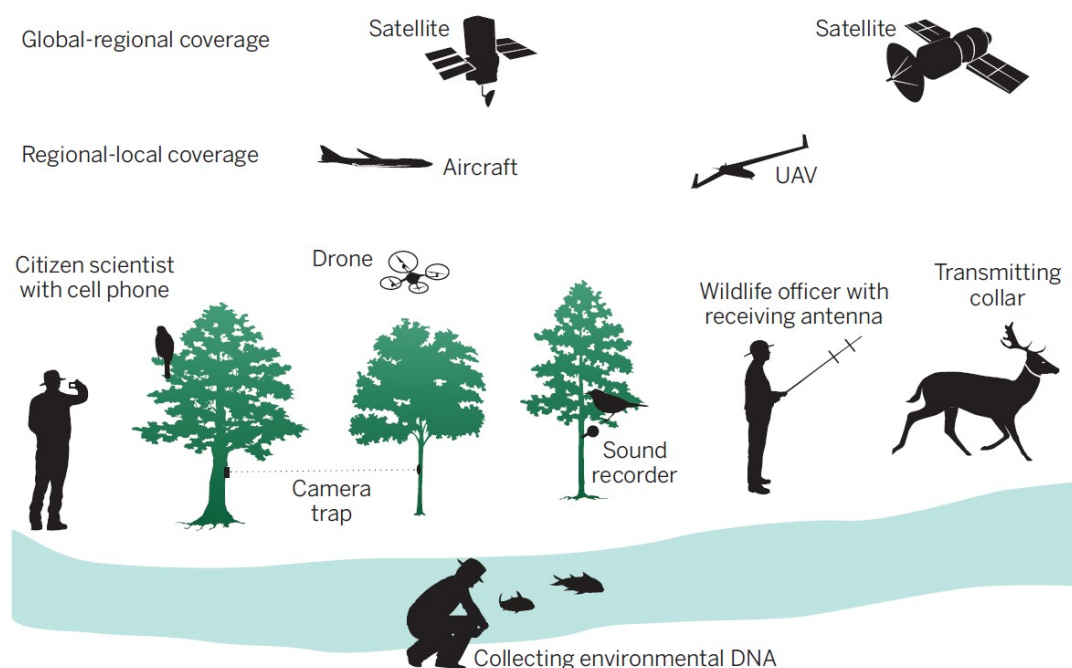 Global-regional coverage
Satellite
Satellite
Regional-local coverage
Aircraft
UAV
Citizen scientist
with cell phone
Drone
Wildlife officer with
receiving antenna
Transmitting
collar
Sound
recorder
Camera
trap
Collecting environmental DNA